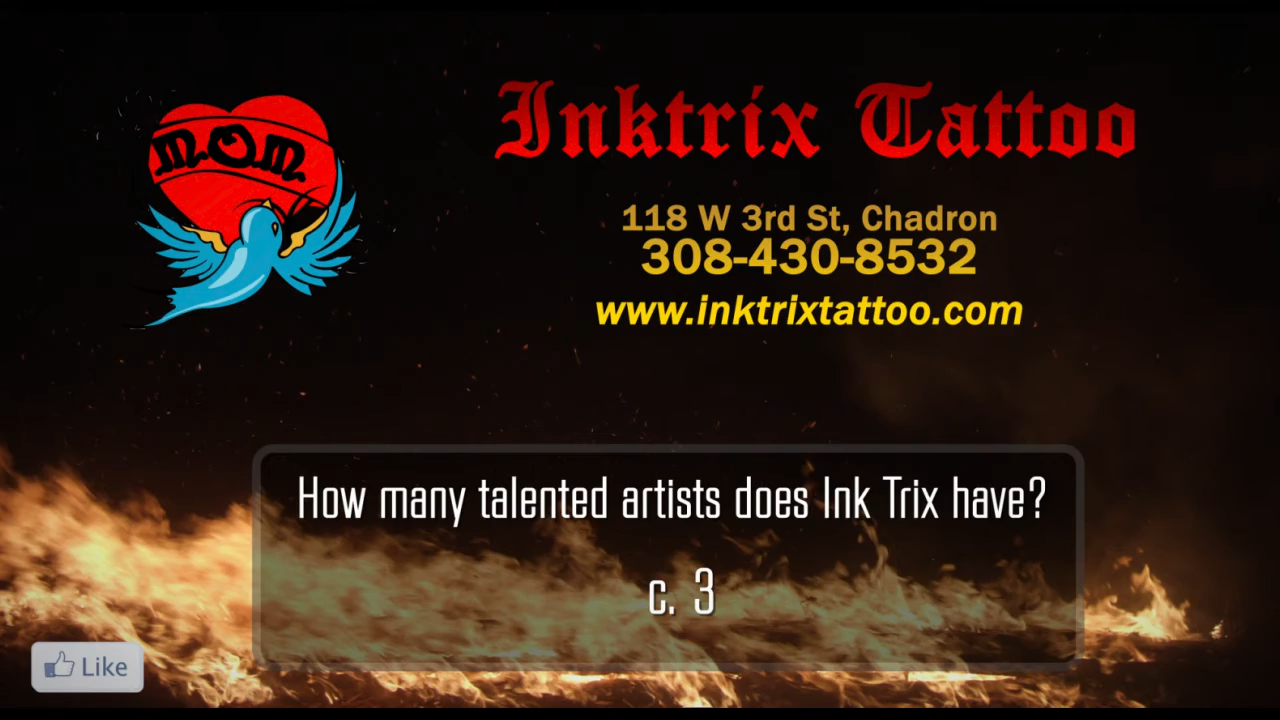 M.O.M
Inktrix Tattoo
118 W 3rd St, Chadron
308-430-8532
www.inktrixtattoo.com
How many talented artists does Ink Trix have?
c. 3
Like